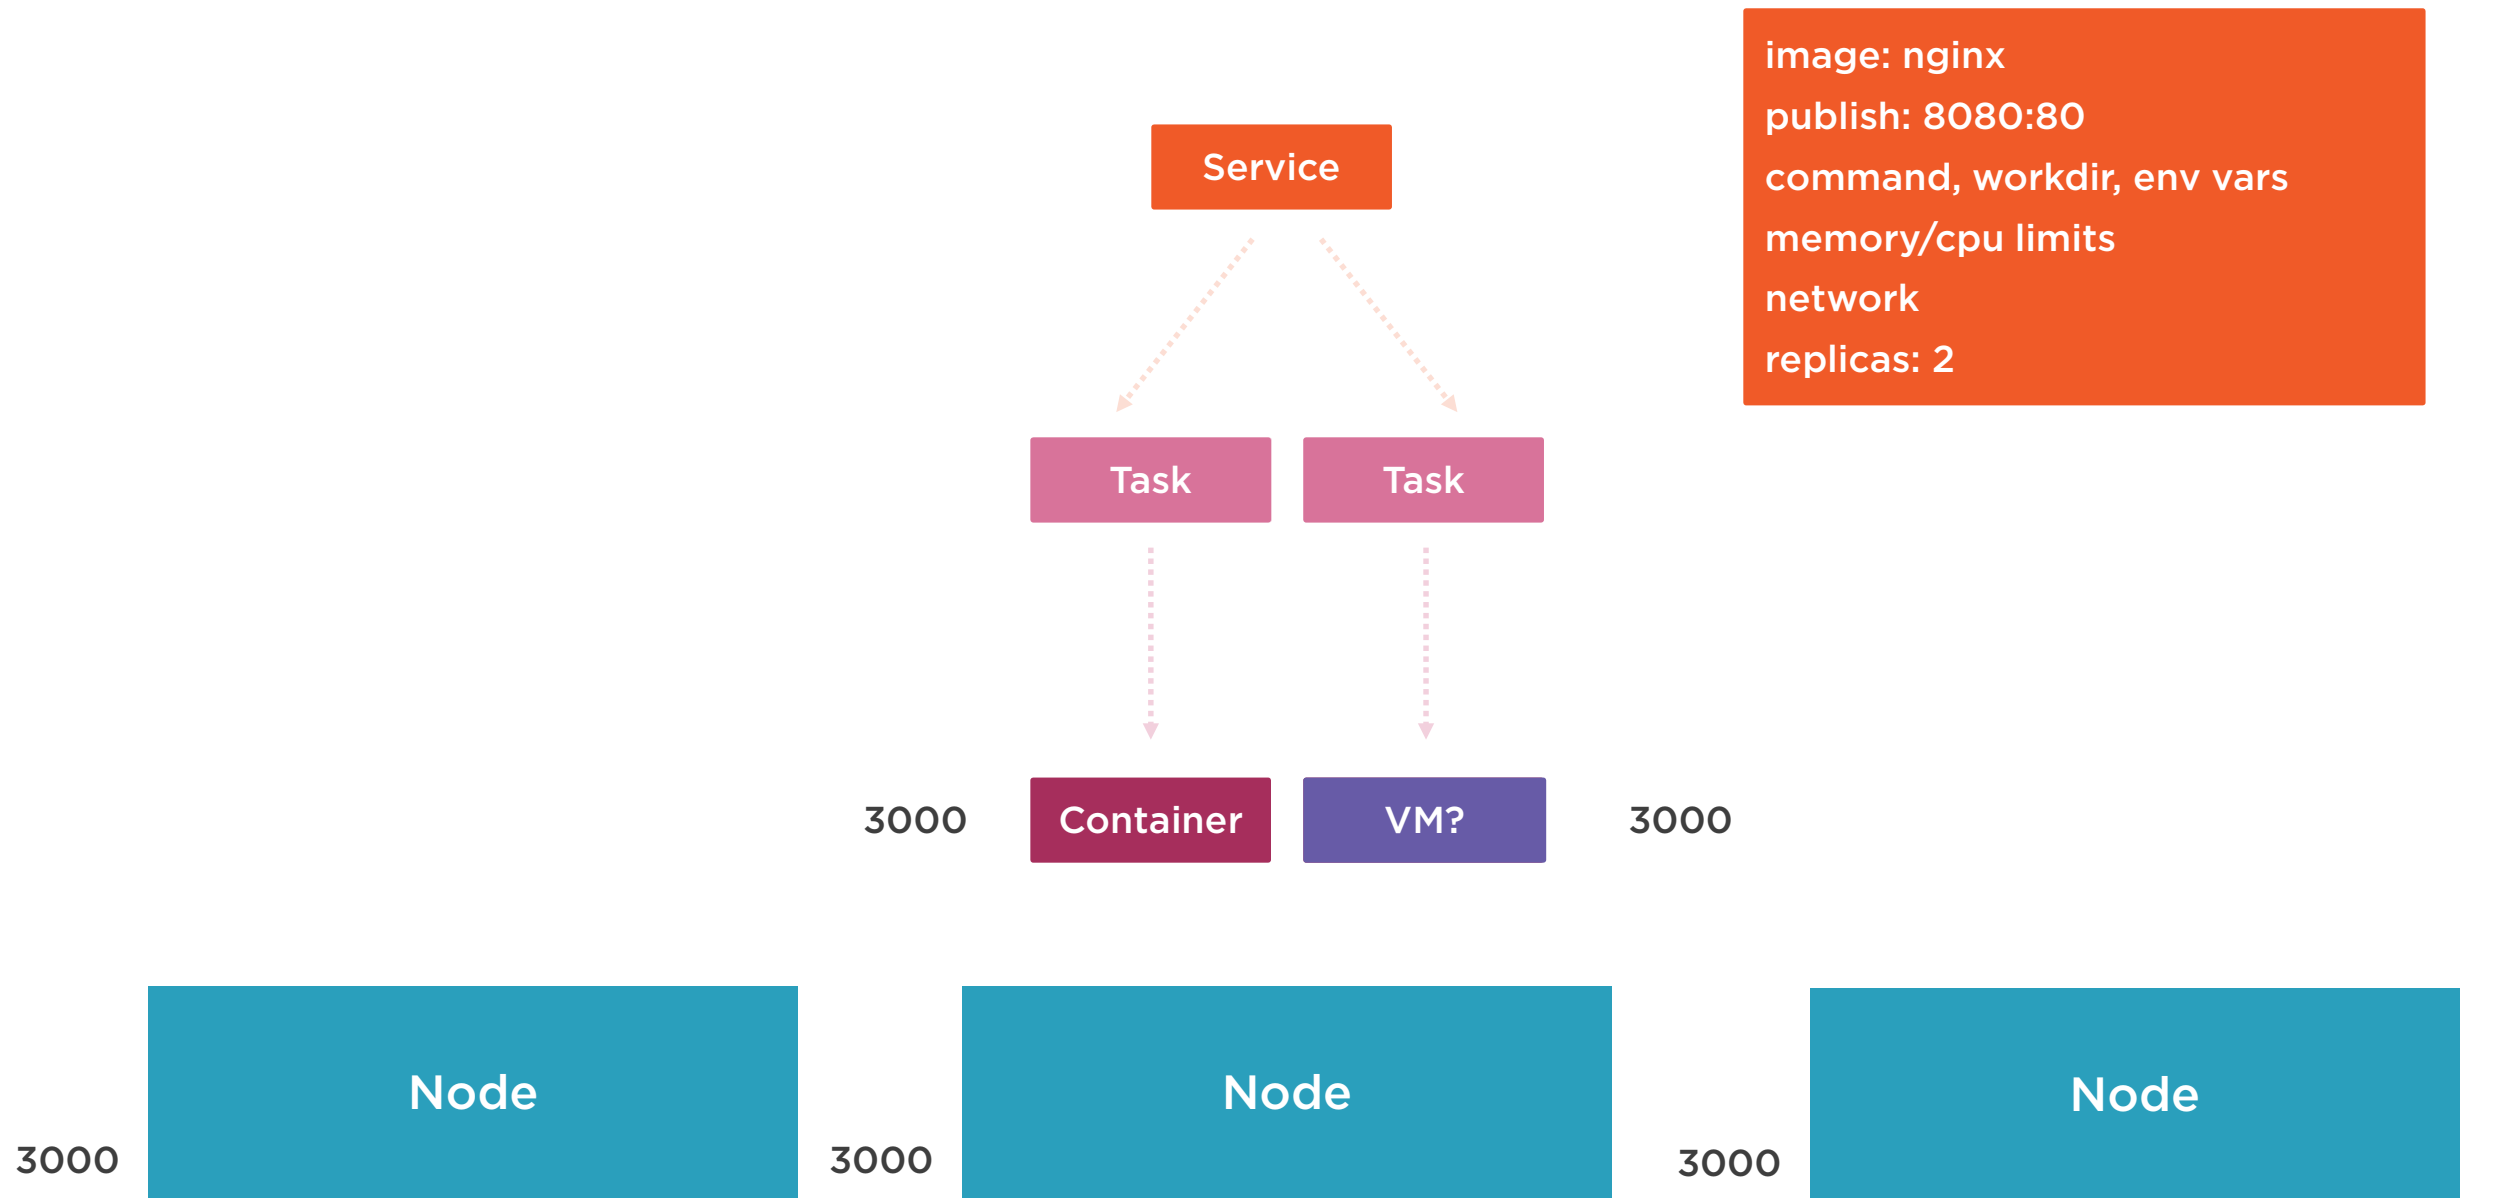 image: nginx
publish: 8080:80
command, workdir, env vars
memory/cpu limits
network
replicas: 2
Service
Task
Task
3000
Container
VM?
3000
Node
Node
Node
3000
3000
3000